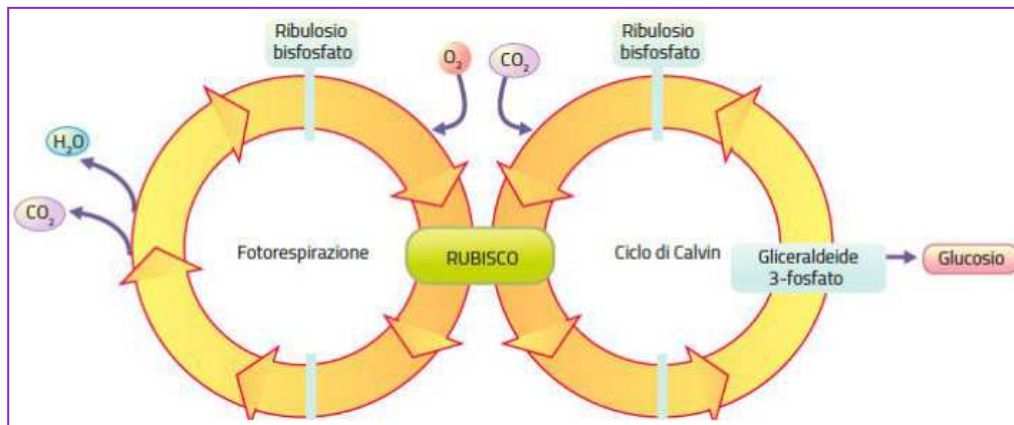 Ribulosio
bisfosfato
O₂
CO₂
Ribulosio
bisfosfato
H₂O
CO₂
Fotorespirazione
RUBISCO
Ciclo di Calvin
Gliceraldeide
3-fosfato
Glucosio